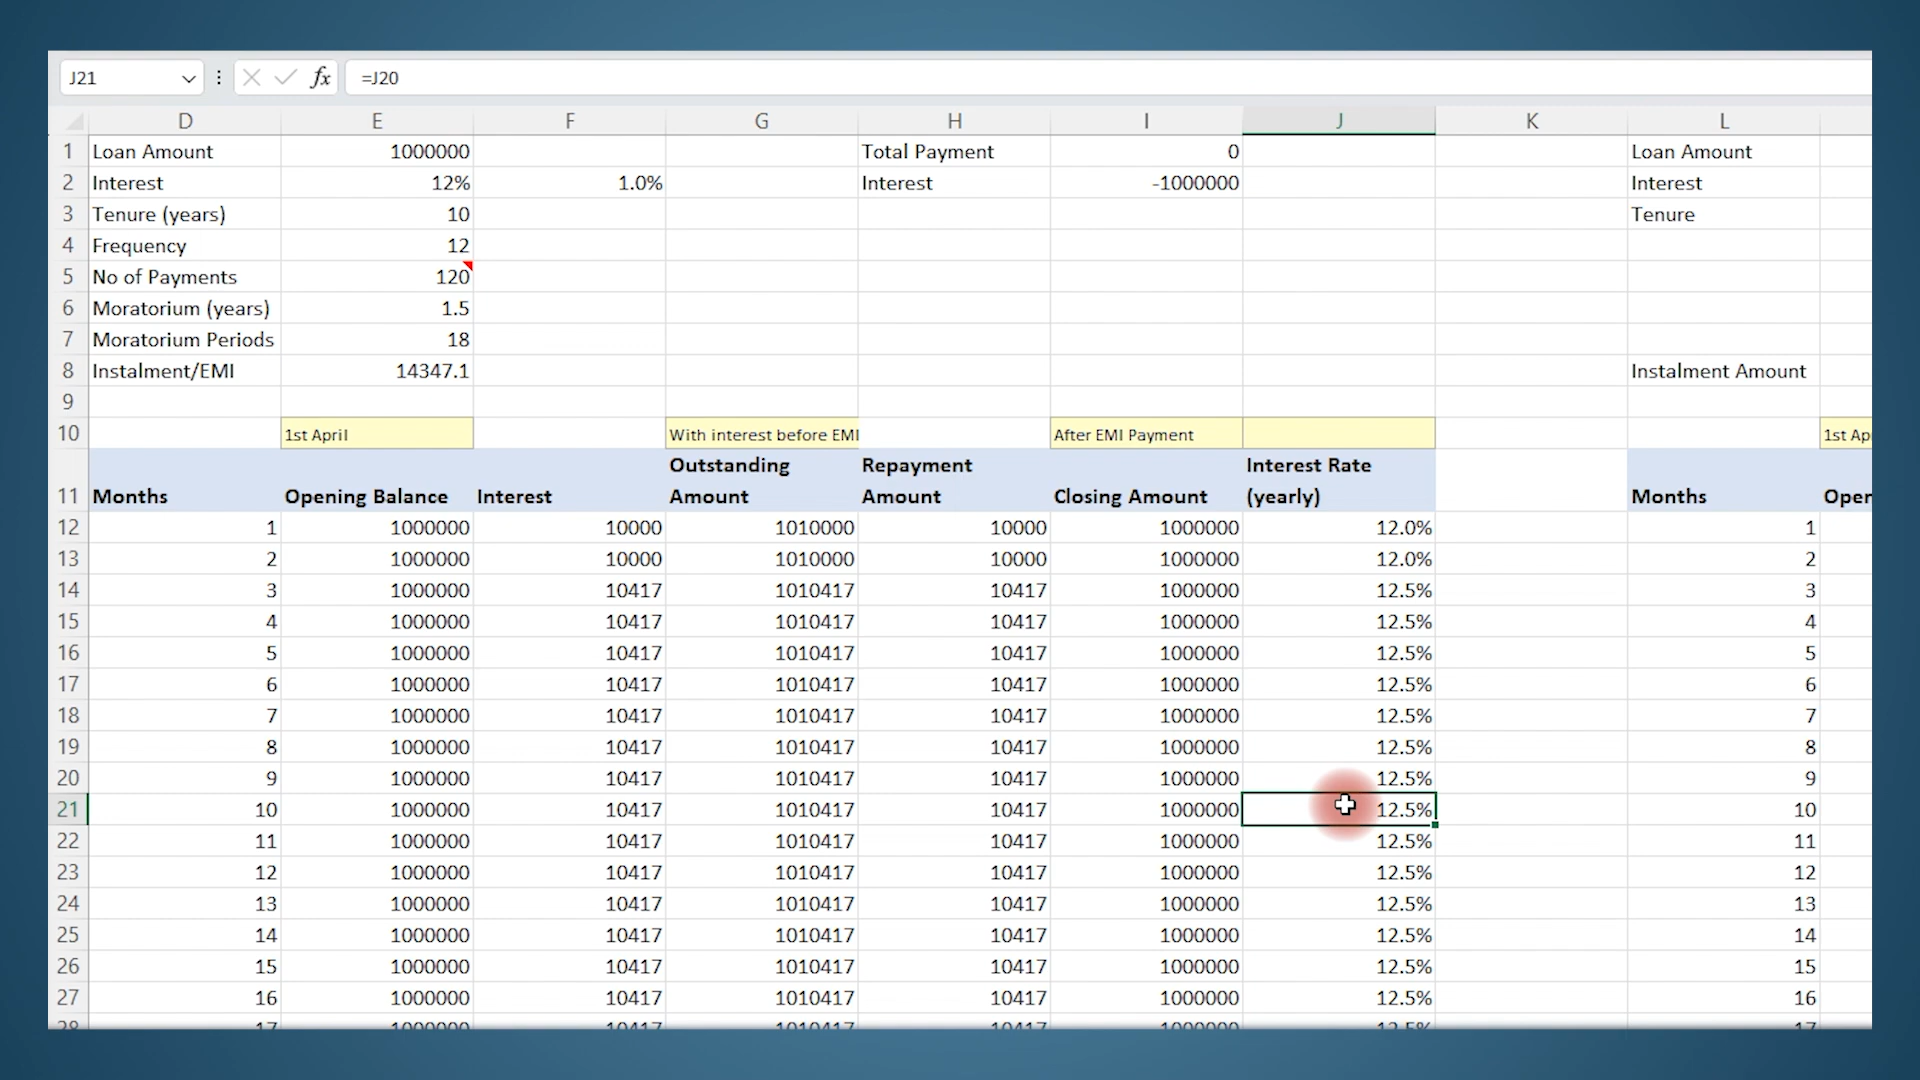 J21 fx =J20
D E F G H I J K L
1 Loan Amount 1000000 Total Payment 0 Loan Amount
2 Interest 12% 1.0% Interest -1000000 Interest
3 Tenure (years) 10 Tenure
4 Frequency 12
5 No of Payments 120
6 Moratorium (years) 1.5
7 Moratorium Periods 18
8 Instalment/EMI 14347.1 Instalment Amount
9
10 1st April With interest before EMI After EMI Payment 1st Ap
11 Months Opening Balance Interest Outstanding Amount Repayment Amount Closing Amount Interest Rate (yearly) Months Oper
12 1 1000000 10000 1010000 10000 1000000 12.0% 1
13 2 1000000 10000 1010000 10000 1000000 12.0% 2
14 3 1000000 10417 1010417 10417 1000000 12.5% 3
15 4 1000000 10417 1010417 10417 1000000 12.5% 4
16 5 1000000 10417 1010417 10417 1000000 12.5% 5
17 6 1000000 10417 1010417 10417 1000000 12.5% 6
18 7 1000000 10417 1010417 10417 1000000 12.5% 7
19 8 1000000 10417 1010417 10417 1000000 12.5% 8
20 9 1000000 10417 1010417 10417 1000000 12.5% 9
21 10 1000000 10417 1010417 10417 1000000 12.5% 10
22 11 1000000 10417 1010417 10417 1000000 12.5% 11
23 12 1000000 10417 1010417 10417 1000000 12.5% 12
24 13 1000000 10417 1010417 10417 1000000 12.5% 13
25 14 1000000 10417 1010417 10417 1000000 12.5% 14
26 15 1000000 10417 1010417 10417 1000000 12.5% 15
27 16 1000000 10417 1010417 10417 1000000 12.5% 16